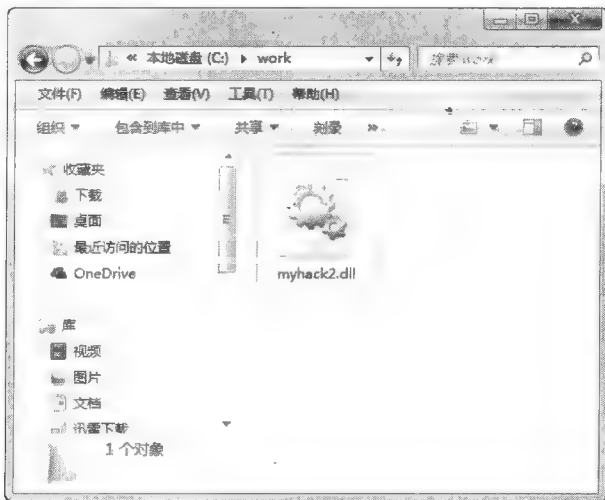 « 本地磁盘 (C:) ▸ work
搜索 work
文件(F) 编辑(E) 查看(V) 工具(T) 帮助(H)
组织 包含到库中 共享 刻录 »
收藏夹
下载
桌面
最近访问的位置
OneDrive
myhack2.dll
库
视频
图片
文档
迅雷下载
1 个对象